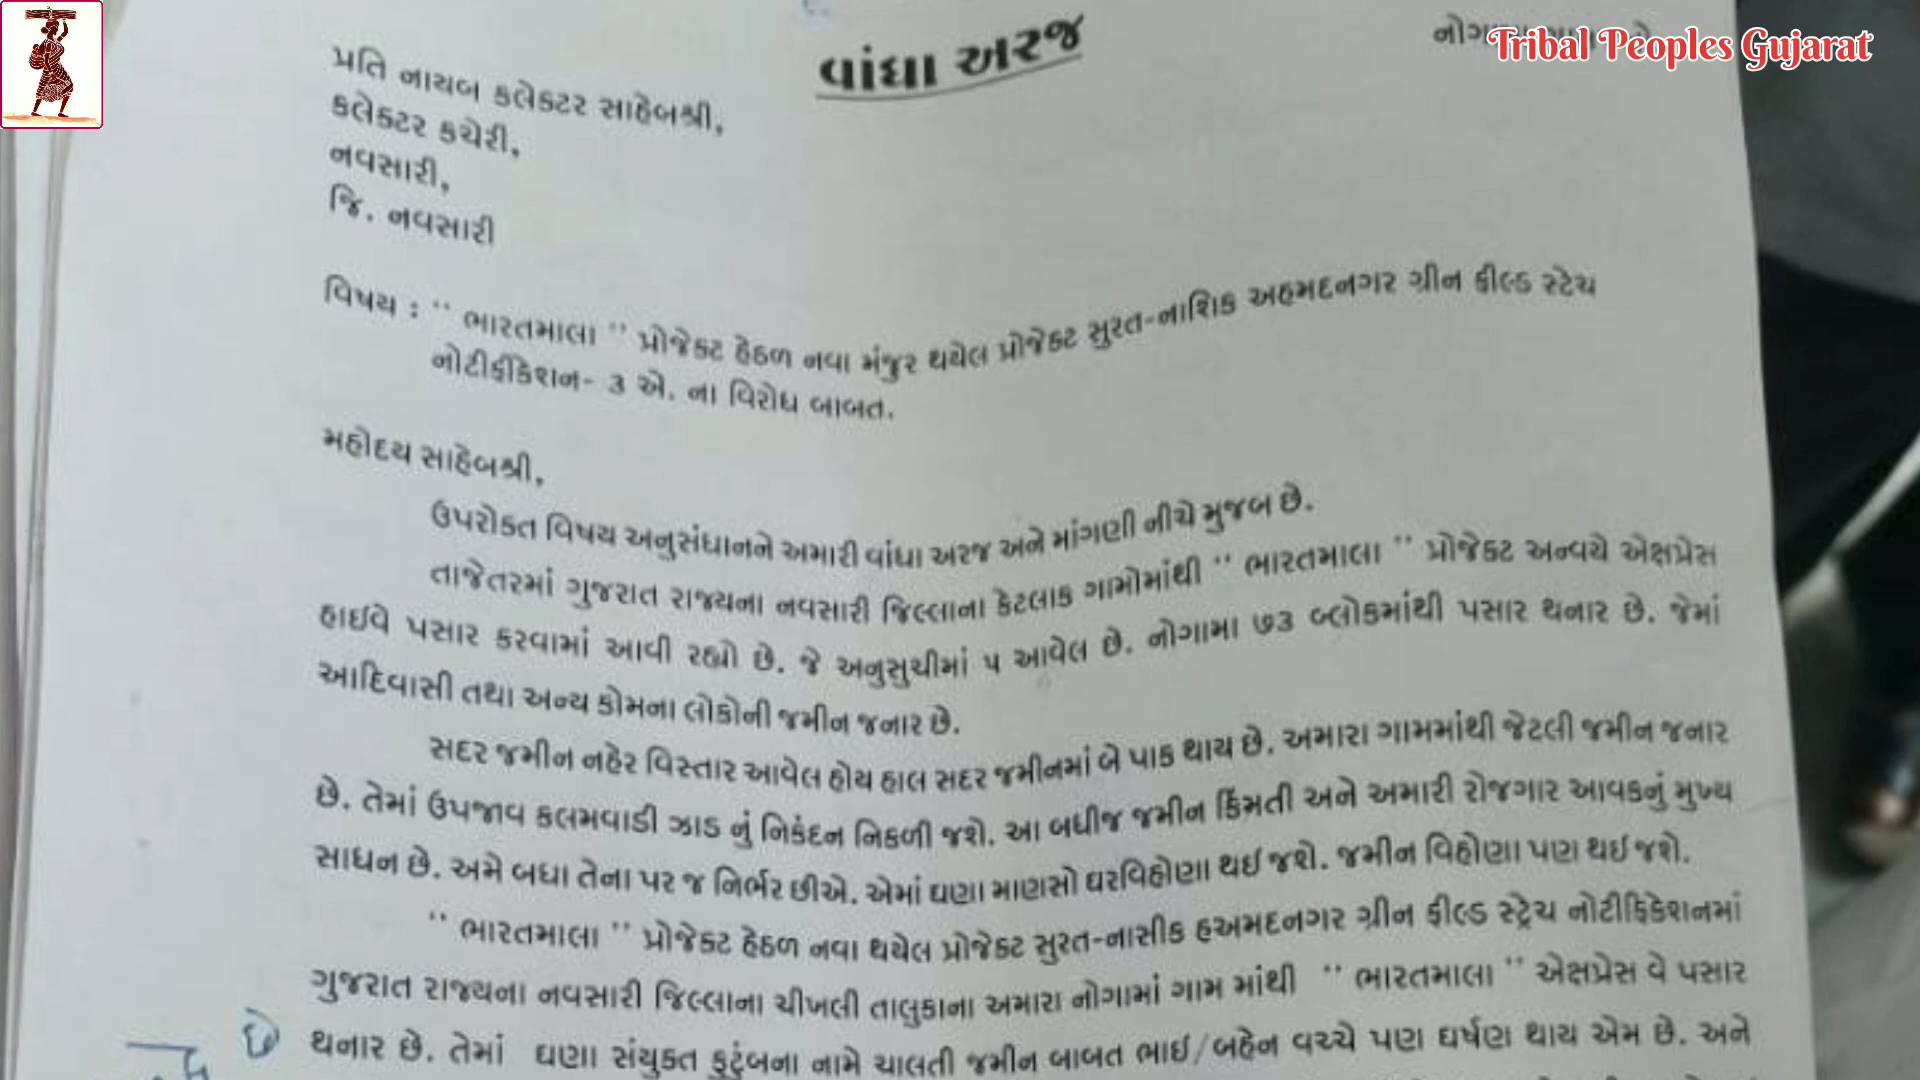 Tribal Peoples Gujarat
વાંધા અરજ
પ્રતિ નાયબ કલેક્ટર સાહેબશ્રી,
કલેક્ટર કચેરી,
નવસારી,
જિ. નવસારી
વિષય : " ભારતમાલા " પ્રોજેક્ટ હેઠળ નવા મંજુર થયેલ પ્રોજેક્ટ સુરત-નાશિક અહમદનગર ગ્રીન ફીલ્ડ સ્ટેચ
નોટીફીકેશન- ૩ એ. ના વિરોધ બાબત.
મહોદય સાહેબશ્રી,
ઉપરોક્ત વિષય અનુસંધાનને અમારી વાંધા અરજ અને માંગણી નીચે મુજબ છે.
તાજેતરમાં ગુજરાત રાજ્યના નવસારી જિલ્લાના કેટલાક ગામોમાંથી " ભારતમાલા " પ્રોજેક્ટ અન્વયે એક્ષપ્રેસ
હાઈવે પસાર કરવામાં આવી રહ્યો છે. જે અનુસુચીમાં ૫ આવેલ છે. નોગામા ૭૩ બ્લોકમાંથી પસાર થનાર છે. જેમાં
આદિવાસી તથા અન્ય કોમના લોકોની જમીન જનાર છે.
સદર જમીન નહેર વિસ્તાર આવેલ હોય હાલ સદર જમીનમાં બે પાક થાય છે. અમારા ગામમાંથી જેટલી જમીન જનાર
છે. તેમાં ઉપજાવ કલમવાડી ઝાડ નું નિકંદન નિકળી જશે. આ બધીજ જમીન કિંમતી અને અમારી રોજગાર આવકનું મુખ્ય
સાધન છે. અમે બધા તેના પર જ નિર્ભર છીએ. એમાં ઘણા માણસો ઘરવિહોણા થઈ જશે. જમીન વિહોણા પણ થઈ જશે.
" ભારતમાલા " પ્રોજેક્ટ હેઠળ નવા થયેલ પ્રોજેક્ટ સુરત-નાસીક હઅમદનગર ગ્રીન ફીલ્ડ સ્ટ્રેચ નોટીફિકેશનમાં
ગુજરાત રાજ્યના નવસારી જિલ્લાના ચીખલી તાલુકાના અમારા નોગામાં ગામ માંથી " ભારતમાલા " એક્ષપ્રેસ વે પસાર
થનાર છે. તેમાં ઘણા સંયુક્ત કુટુંબના નામે ચાલતી જમીન બાબત ભાઈ/બહેન વચ્ચે પણ ઘર્ષણ થાય એમ છે. અને